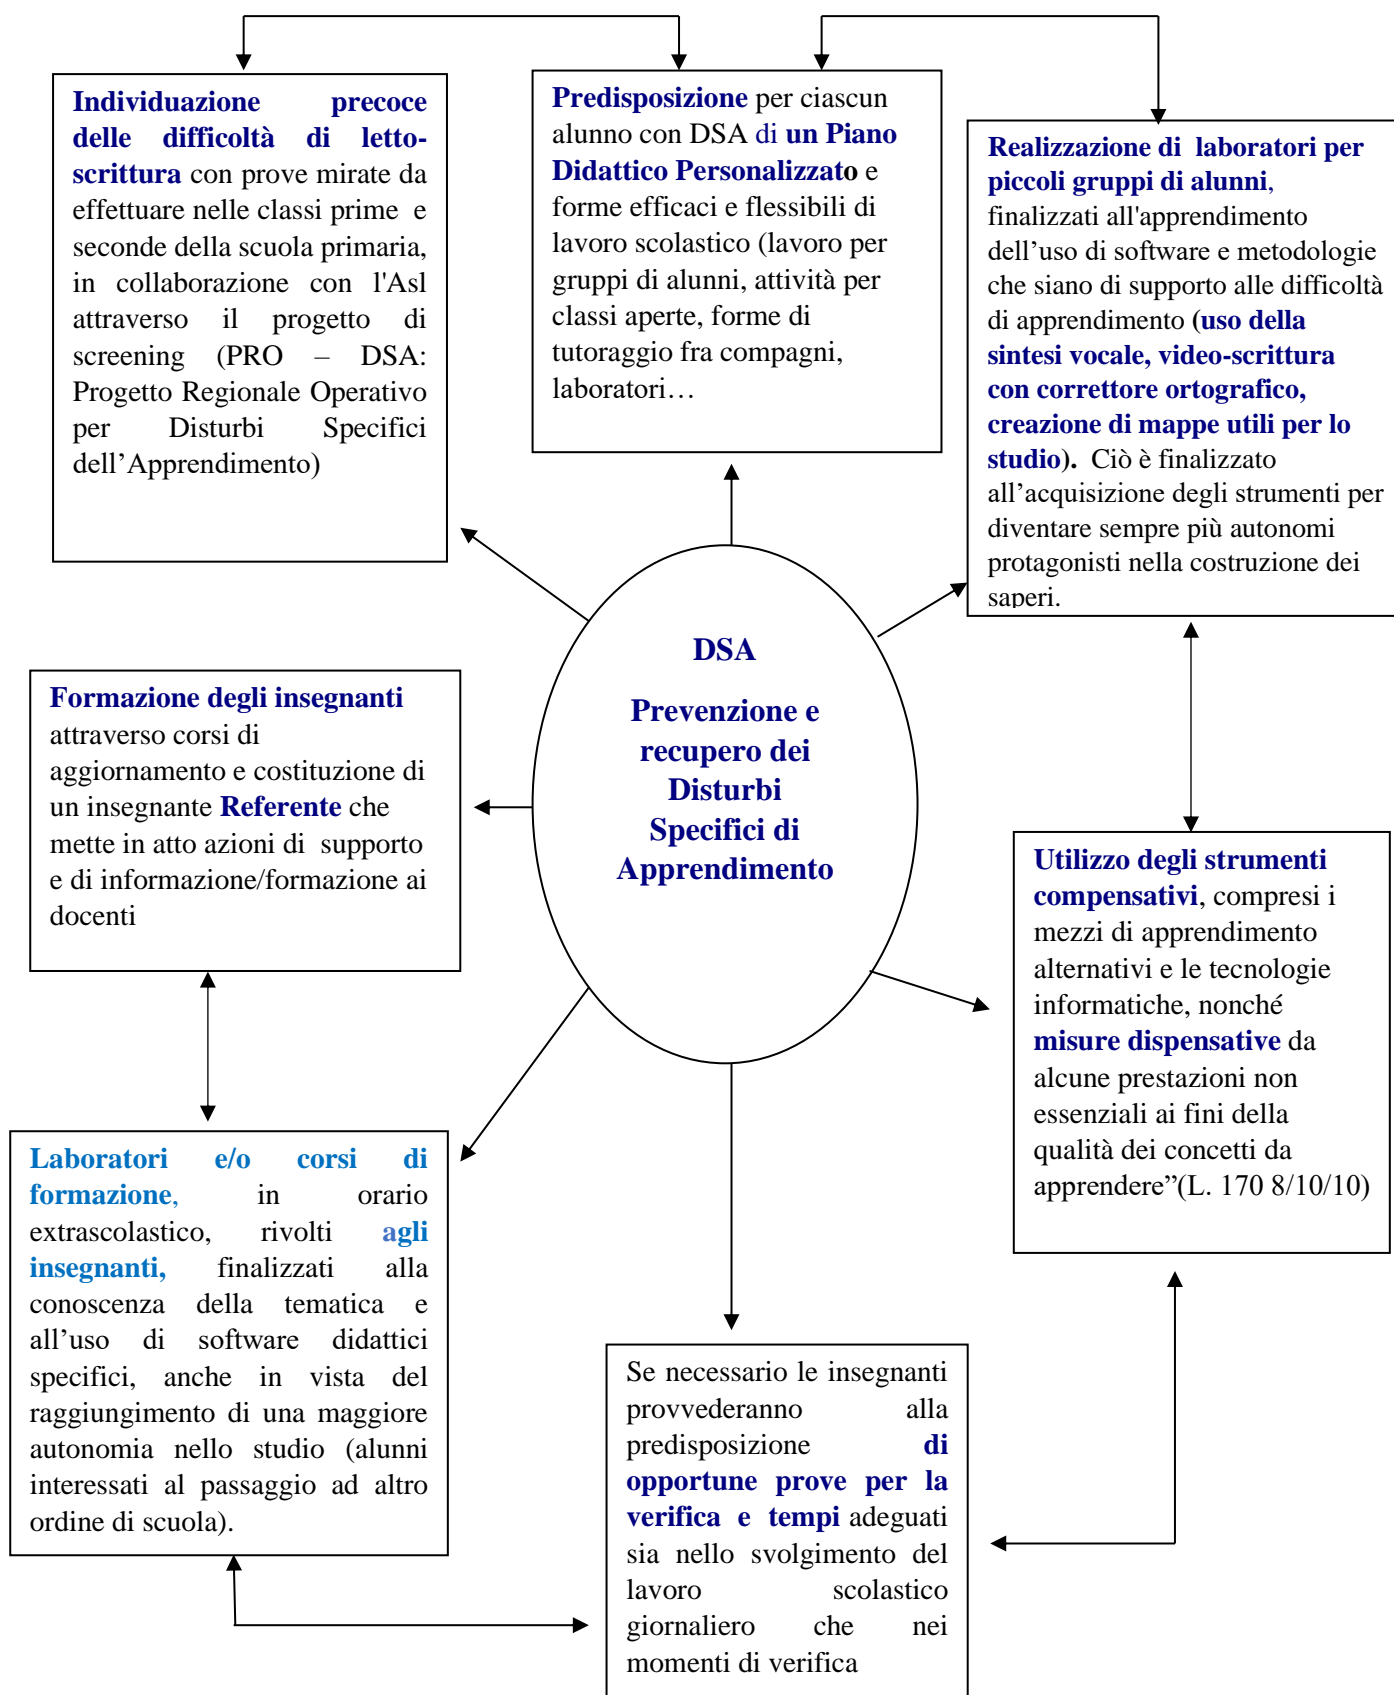 Individuazione precoce
delle difficoltà di letto-
scrittura con prove mirate da
effettuare nelle classi prime e
seconde della scuola primaria,
in collaborazione con l'Asl
attraverso il progetto di
screening (PRO – DSA:
Progetto Regionale Operativo
per Disturbi Specifici
dell’Apprendimento)
Predisposizione per ciascun
alunno con DSA di un Piano
Didattico Personalizzato e
forme efficaci e flessibili di
lavoro scolastico (lavoro per
gruppi di alunni, attività per
classi aperte, forme di
tutoraggio fra compagni,
laboratori…
Realizzazione di laboratori per
piccoli gruppi di alunni,
finalizzati all'apprendimento
dell’uso di software e metodologie
che siano di supporto alle difficoltà
di apprendimento (uso della
sintesi vocale, video-scrittura
con correttore ortografico,
creazione di mappe utili per lo
studio). Ciò è finalizzato
all’acquisizione degli strumenti per
diventare sempre più autonomi
protagonisti nella costruzione dei
saperi.
DSA
Prevenzione e
recupero dei
Disturbi
Specifici di
Apprendimento
Formazione degli insegnanti
attraverso corsi di
aggiornamento e costituzione di
un insegnante Referente che
mette in atto azioni di supporto
e di informazione/formazione ai
docenti
Utilizzo degli strumenti
compensativi, compresi i
mezzi di apprendimento
alternativi e le tecnologie
informatiche, nonché
misure dispensative da
alcune prestazioni non
essenziali ai fini della
qualità dei concetti da
apprendere”(L. 170 8/10/10)
Laboratori e/o corsi di
formazione, in orario
extrascolastico, rivolti agli
insegnanti, finalizzati alla
conoscenza della tematica e
all’uso di software didattici
specifici, anche in vista del
raggiungimento di una maggiore
autonomia nello studio (alunni
interessati al passaggio ad altro
ordine di scuola).
Se necessario le insegnanti
provvederanno alla
predisposizione di
opportune prove per la
verifica e tempi adeguati
sia nello svolgimento del
lavoro scolastico
giornaliero che nei
momenti di verifica